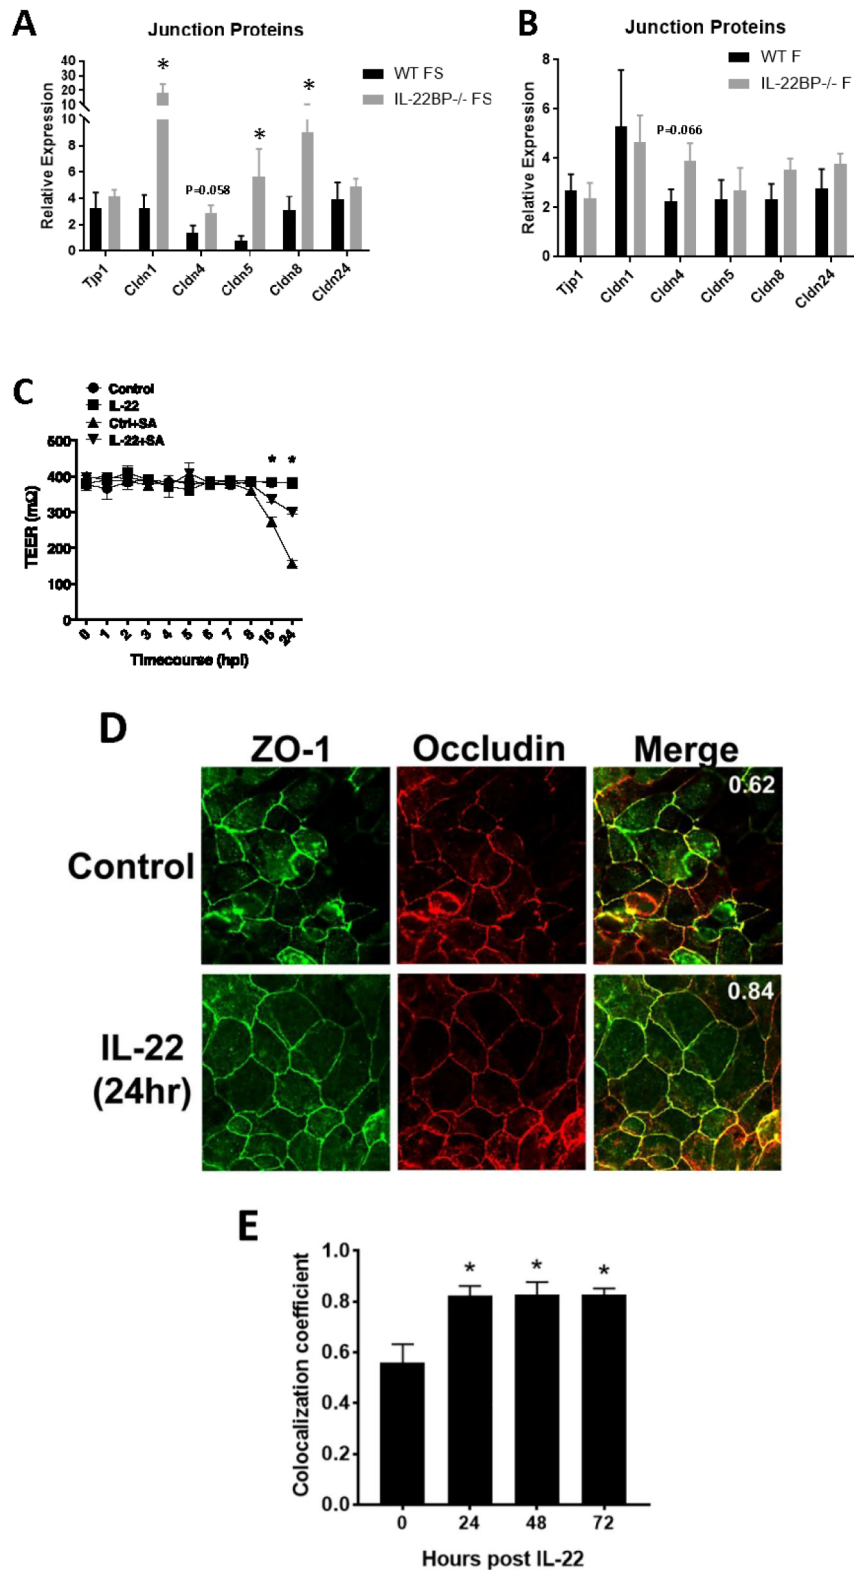 A
Junction Proteins
Relative Expression
40
30
20
10
10
8
6
4
2
0
*
P=0.058
*
*
WT FS
IL-22BP-/- FS
Tjp1
Cldn1
Cldn4
Cldn5
Cldn8
Cldn24
B
Junction Proteins
Relative Expression
8
6
4
2
0
P=0.066
WT F
IL-22BP-/- F
Tjp1
Cldn1
Cldn4
Cldn5
Cldn8
Cldn24
C
Control
IL-22
Ctrl+SA
IL-22+SA
TEER (mΩ)
500
400
300
200
100
0
* *
0 1 2 3 4 5 6 7 8 16 24
Timecourse (hpi)
D
ZO-1 Occludin Merge
Control
0.62
IL-22
(24hr)
0.84
E
Colocalization coefficient
1.0
0.8
0.6
0.4
0.2
0.0
* * *
0 24 48 72
Hours post IL-22